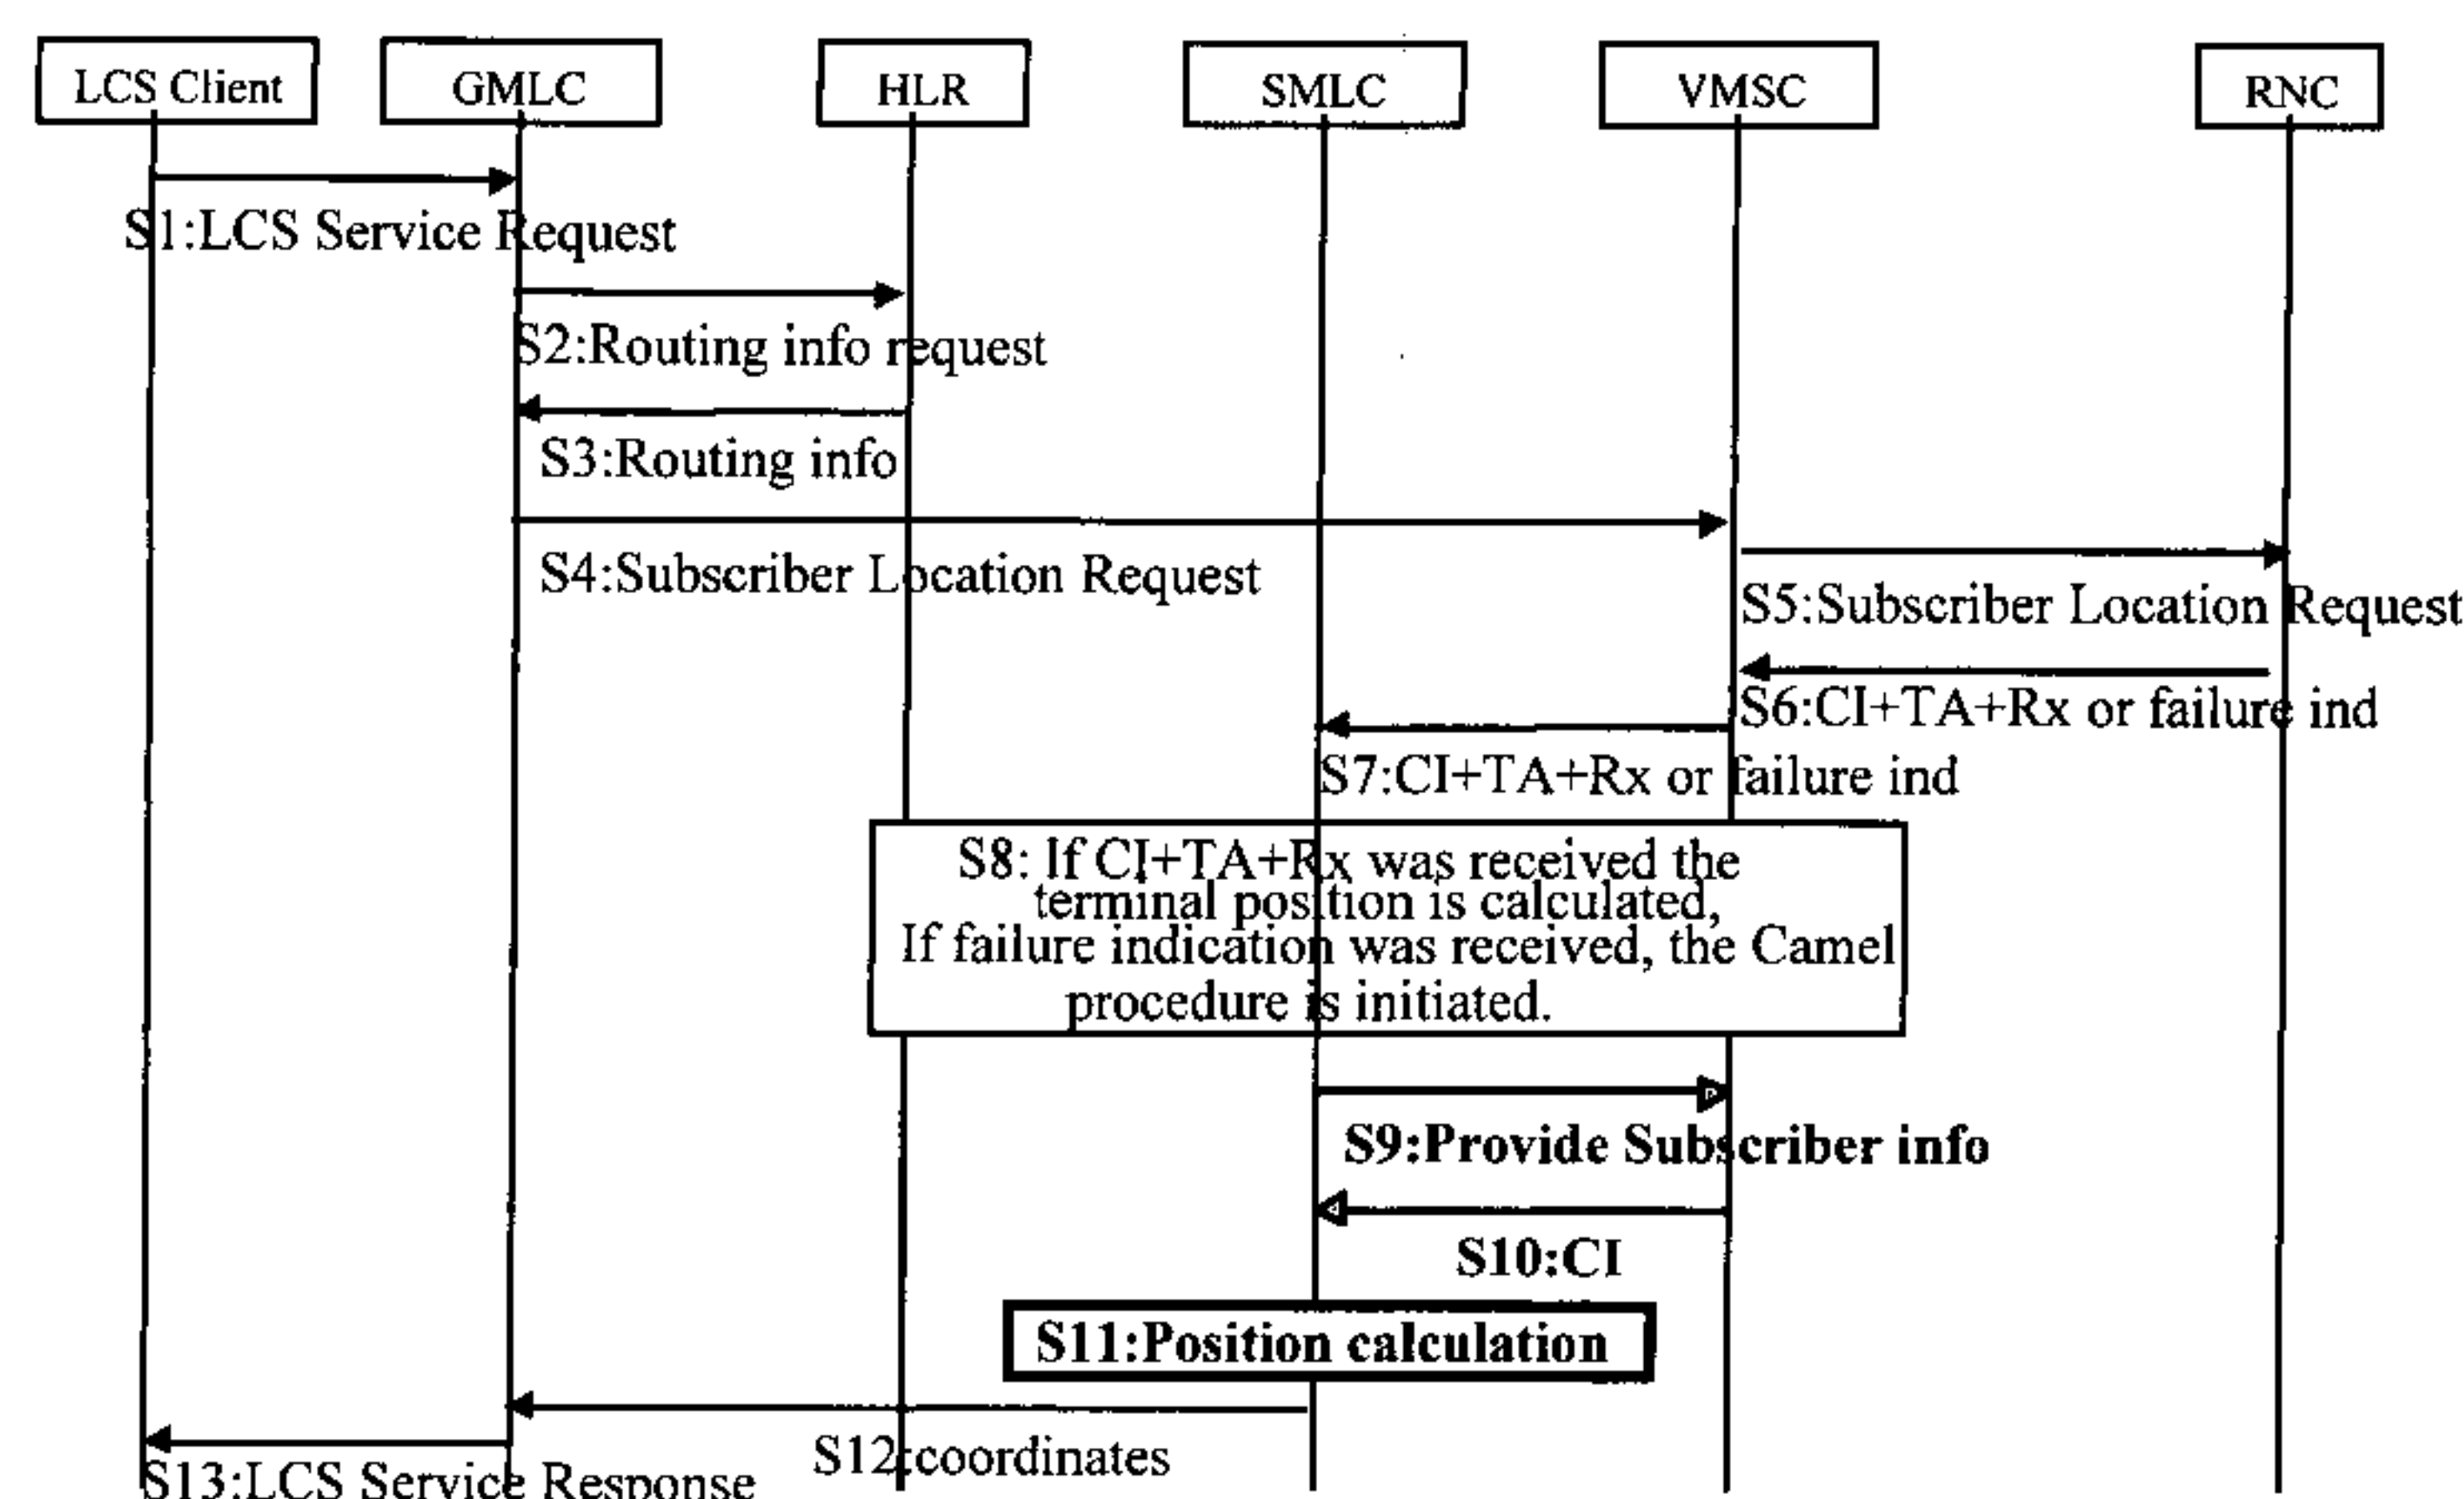 LCS Client
GMLC
HLR
SMLC
VMSC
RNC
S1:LCS Service Request
S2:Routing info request
S3:Routing info
S4:Subscriber Location Request
S5:Subscriber Location Request
S6:CI+TA+Rx or failure ind
S7:CI+TA+Rx or failure ind
S8: If CI+TA+Rx was received the
terminal position is calculated,
If failure indication was received, the Camel
procedure is initiated.
S9:Provide Subscriber info
S10:CI
S11:Position calculation
S12:coordinates
S13:LCS Service Response